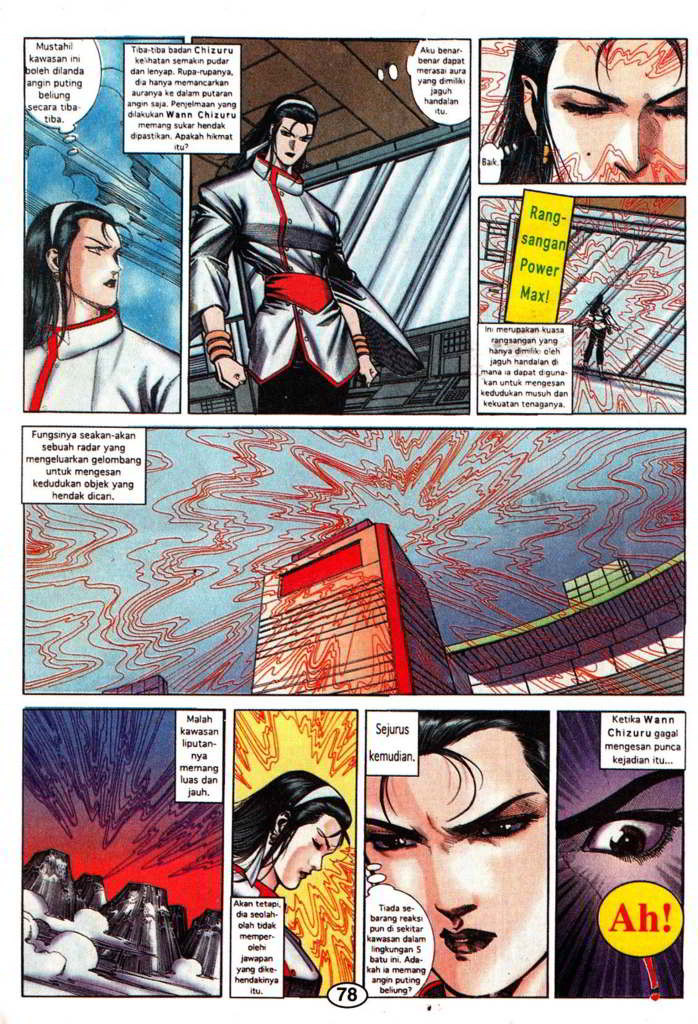 Mustahil
kawasan ini
boleh dilanda
angin puting
beliung
secara tiba-
tiba.
Tiba-tiba badan Chizuru
kelihatan semakin pudar
dan lenyap. Rupa-rupanya,
dia hanya memancarkan
auranya ke dalam putaran
angin saja. Penjelmaan yang
dilakukan Wann Chizuru
memang sukar hendak
dipastikan. Apakah hikmat
itu?
Aku benar-
benar dapat
merasai aura
yang dimiliki
jaguh
handalan
itu.
Baik.
Rang-
sangan
Power
Max!
Ini merupakan kuasa
rangsangan yang
hanya dimiliki oleh
jaguh handalan di
mana ia dapat diguna-
kan untuk mengesan
kedudukan musuh dan
kekuatan tenaganya.
Fungsinya seakan-akan
sebuah radar yang
mengeluarkan gelombang
untuk mengesan
kedudukan objek yang
hendak dicari.
Malah
kawasan
liputan-
nya
memang
luas dan
jauh.
Akan tetapi,
dia seolah-
olah tidak
memper-
olehi
jawapan
yang dike-
hendakinya
itu.
Sejurus
kemudian.
Tiada se-
barang reaksi
pun di sekitar
kawasan dalam
lingkungan 5
batu ini. Ada-
kah ia memang
angin puting
beliung?
Ketika Wann
Chizuru gagal
mengesan punca
kejadian itu...
Ah!
78